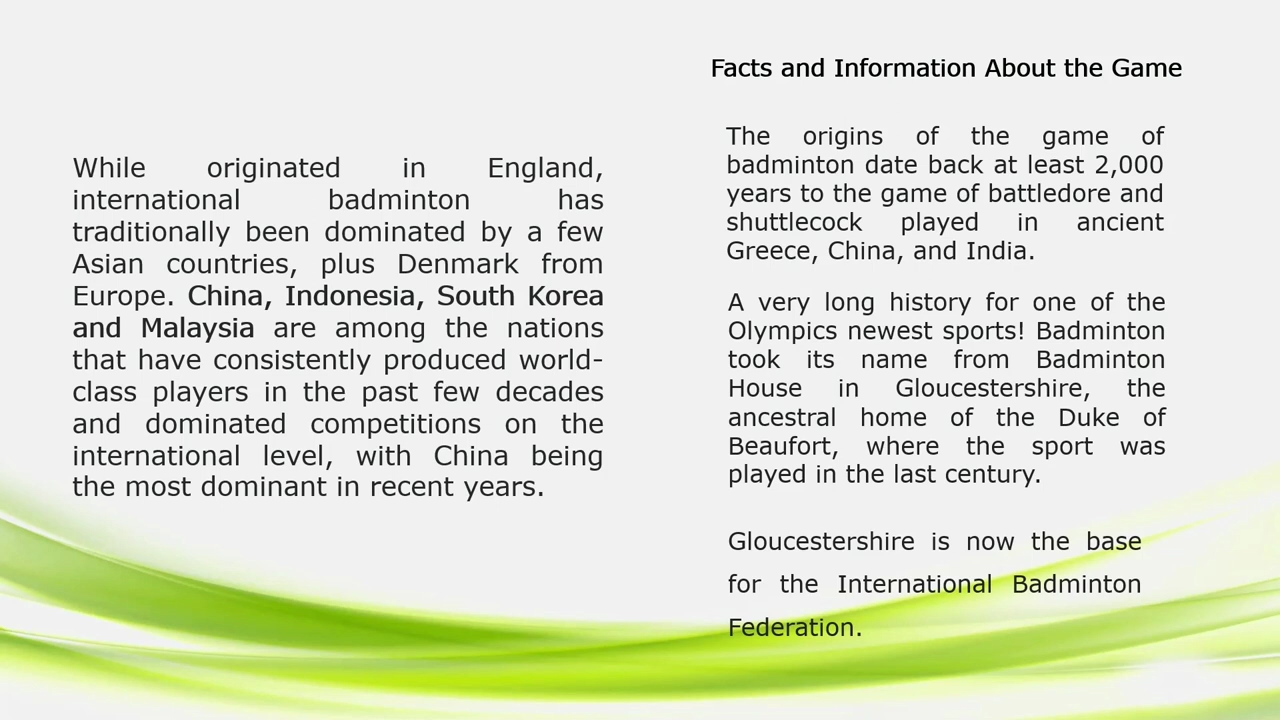 While originated in England,
international badminton has
traditionally been dominated by a few
Asian countries, plus Denmark from
Europe. China, Indonesia, South Korea
and Malaysia are among the nations
that have consistently produced world-
class players in the past few decades
and dominated competitions on the
international level, with China being
the most dominant in recent years.
Facts and Information About the Game
The origins of the game of
badminton date back at least 2,000
years to the game of battledore and
shuttlecock played in ancient
Greece, China, and India.
A very long history for one of the
Olympics newest sports! Badminton
took its name from Badminton
House in Gloucestershire, the
ancestral home of the Duke of
Beaufort, where the sport was
played in the last century.
Gloucestershire is now the base
for the International Badminton
Federation.